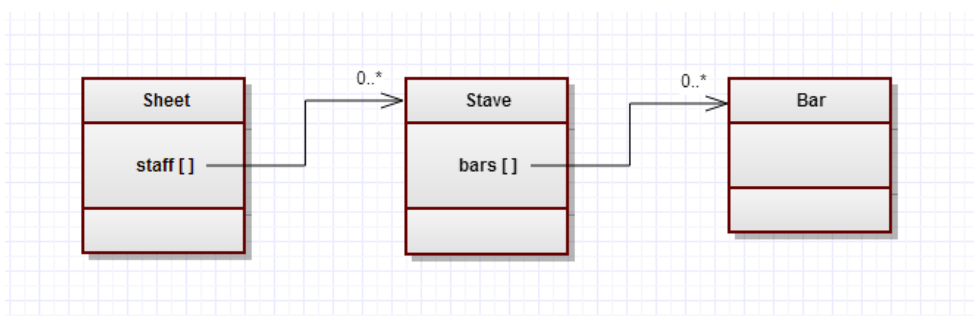 Sheet
staff [ ]
0..*
Stave
bars [ ]
0..*
Bar